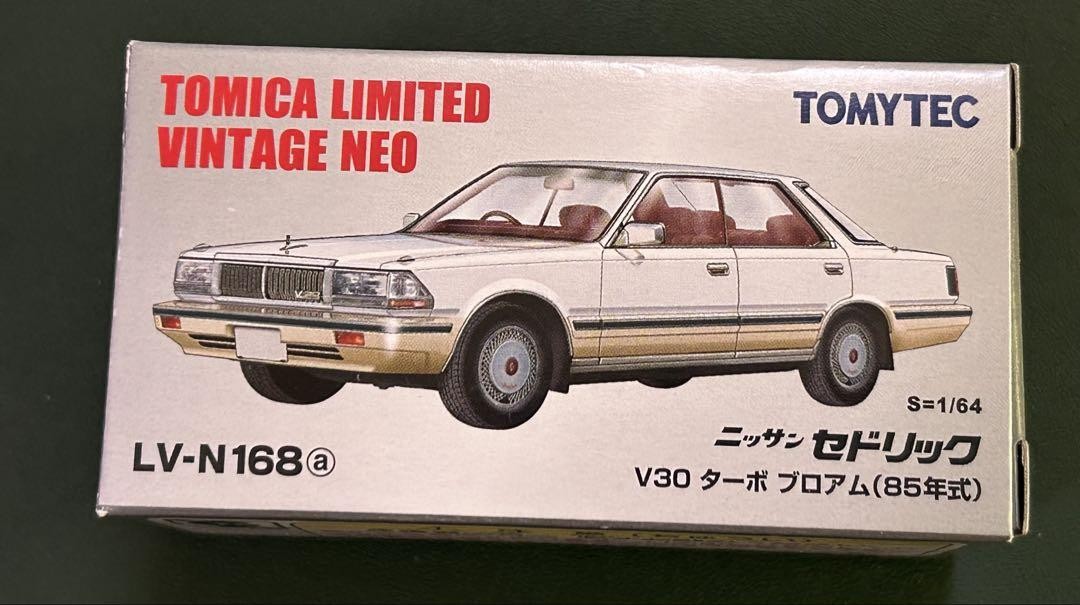 TOMICA LIMITED
VINTAGE NEO
TOMYTEC
S=1/64
LV-N168ⓐ
ニッサン セドリック
V30 ターボ ブロアム(85年式)